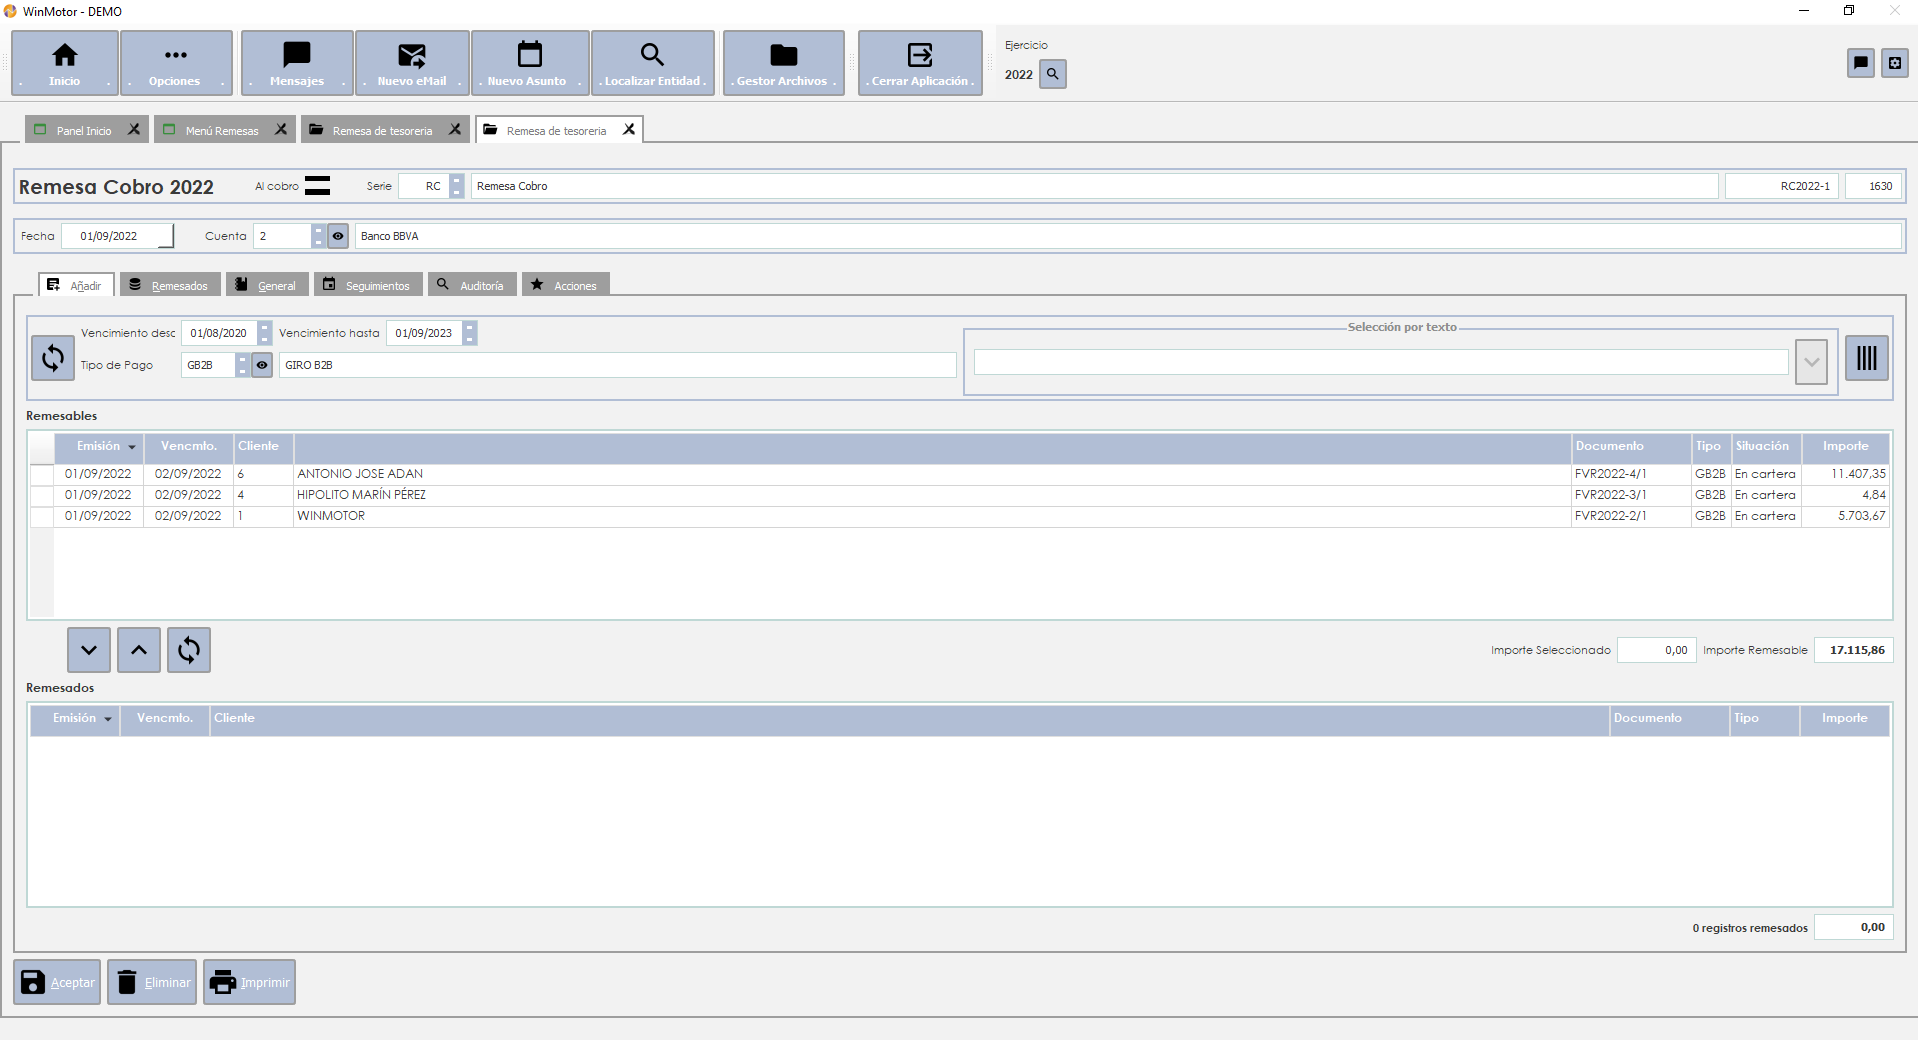 WinMotor - DEMO
. Inicio .
. Opciones .
. Mensajes .
. Nuevo eMail .
. Nuevo Asunto .
. Localizar Entidad .
. Gestor Archivos .
. Cerrar Aplicación .
Ejercicio
2022
Panel Inicio
Menú Remesas
Remesa de tesoreria
Remesa de tesoreria
Remesa Cobro 2022 Al cobro Serie RC Remesa Cobro RC2022-1 1630
Fecha 01/09/2022 Cuenta 2 Banco BBVA
Añadir Remesados General Seguimientos Auditoría Acciones
Vencimiento desc 01/08/2020 Vencimiento hasta 01/09/2023
Selección por texto
Tipo de Pago GB2B GIRO B2B
Remesables
Emisión Vencmto. Cliente Documento Tipo Situación Importe
01/09/2022 02/09/2022 6 ANTONIO JOSE ADAN FVR2022-4/1 GB2B En cartera 11.407,35
01/09/2022 02/09/2022 4 HIPOLITO MARÍN PÉREZ FVR2022-3/1 GB2B En cartera 4,84
01/09/2022 02/09/2022 1 WINMOTOR FVR2022-2/1 GB2B En cartera 5.703,67
Importe Seleccionado 0,00 Importe Remesable 17.115,86
Remesados
Emisión Vencmto. Cliente Documento Tipo Importe
0 registros remesados 0,00
Aceptar Eliminar Imprimir